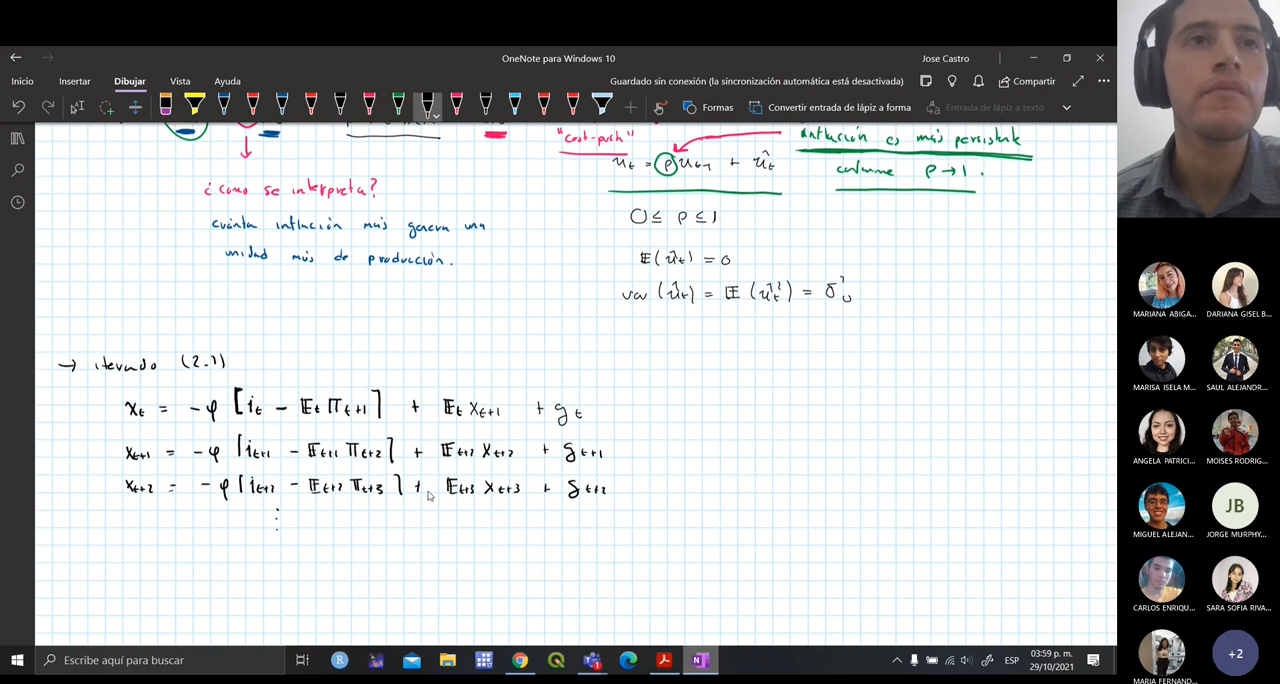 OneNote para Windows 10
Jose Castro
Inicio Insertar Dibujar Vista Ayuda
Guardado sin conexión (la sincronización automática está desactivada)
Compartir
Formas
Convertir entrada de lápiz a forma
Entrada de lápiz a texto
"cost-push"
inflación es más persistente
conforme ρ → 1.
u_t = ρ u_{t-1} + û_t
¿cómo se interpreta?
cuánta inflación más genera una
unidad más de producción.
0 ≤ ρ ≤ 1
𝔼(û_t) = 0
var (û_t) = 𝔼 (û_t²) = σ²_u
→ iterando (2.1)
x_t = -φ [i_t - 𝔼_t π_{t+1}] + 𝔼_t x_{t+1} + g_t
x_{t+1} = -φ [i_{t+1} - 𝔼_{t+1} π_{t+2}] + 𝔼_{t+2} x_{t+2} + g_{t+1}
x_{t+2} = -φ [i_{t+2} - 𝔼_{t+2} π_{t+3}] + 𝔼_{t+3} x_{t+3} + g_{t+2}
⋮
MARIANA ABIGA...
DARIANA GISEL B...
MARISA ISELA M...
SAUL ALEJANDR...
ANGELA PATRICI...
MOISES RODRIG...
JB
MIGUEL ALEJAN...
JORGE MURPHY...
CARLOS ENRIQU...
SARA SOFIA RIVA...
+2
MARIA FERNAND...
Escribe aquí para buscar
ESP
03:59 p. m.
29/10/2021